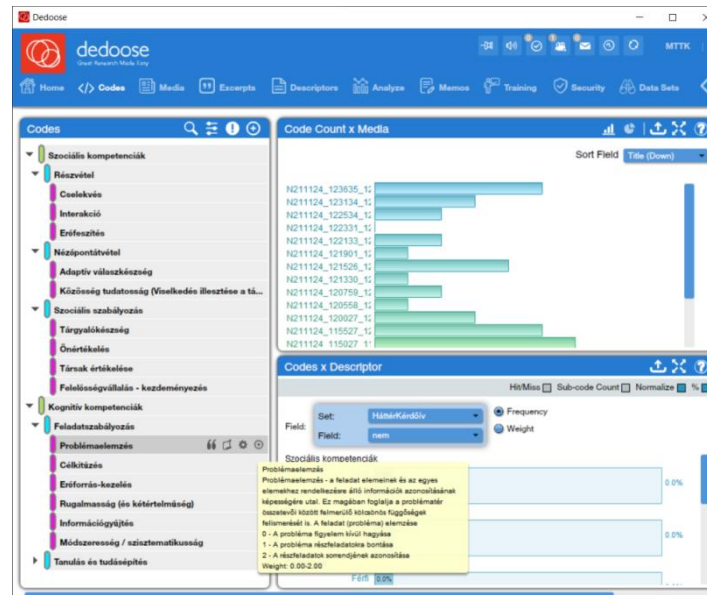 Dedoose
dedoose
Great Research Made Easy
MTTK
Home
</> Codes
Media
Excerpts
Descriptors
Analyze
Memos
Training
Security
Data Sets
Codes
Szociális kompetenciák
Részvétel
Cselekvés
Interakció
Erőfeszítés
Nézőpontátvétel
Adaptív válaszkészség
Közösség tudatosság (Viselkedés illesztése a tá...
Szociális szabályozás
Tárgyalókészség
Önértékelés
Társak értékelése
Felelősségvállalás - kezdeményezés
Kognitív kompetenciák
Feladatszabályozás
Problémaelemzés
Célkitűzés
Erőforrás-kezelés
Rugalmasság (és kétértelműség)
Információgyűjtés
Módszeresség / szisztematikusság
Tanulás és tudásépítés
Code Count x Media
Sort Field Title (Down)
N211124_123635_12
N211124_123134_12
N211124_122534_12
N211124_122331_12
N211124_122133_12
N211124_121901_12
N211124_121526_12
N211124_121330_12
N211124_120759_12
N211124_120558_12
N211124_120027_12
N211124_115527_12
N211124_115027_11
Codes x Descriptor
Hit/Miss Sub-code Count Normalize %
Field:
Set: HáttérKérdőív
Field: nem
Frequency
Weight
Szociális kompetenciák
0.0%
0.0%
Férfi 0.0%
Problémaelemzés
Problémaelemzés - a feladat elemeinek és az egyes
elemekhez rendelkezésre álló információk azonosításának
képességére utal. Ez magában foglalja a problématér
összetevői között felmerülő kölcsönös függőségek
felismerését is. A feladat (probléma) elemzése
0 - A probléma figyelem kívül hagyása
1 - A probléma részfeladatokra bontása
2 - A részfeladatok sorrendjének azonosítása
Weight: 0.00-2.00